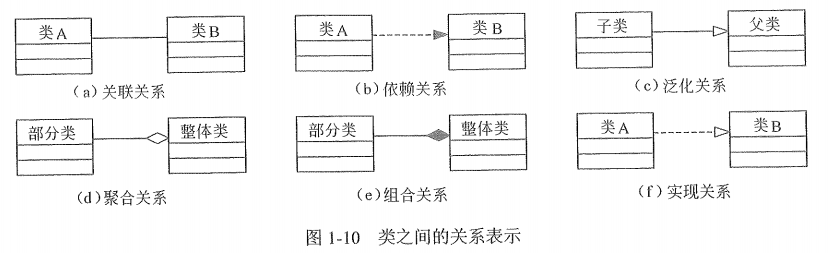 类A 类B 类A 类B 子类 父类
(a)关联关系 (b)依赖关系 (c)泛化关系
部分类 整体类 部分类 整体类 类A 类B
(d)聚合关系 (e)组合关系 (f)实现关系
图 1-10 类之间的关系表示